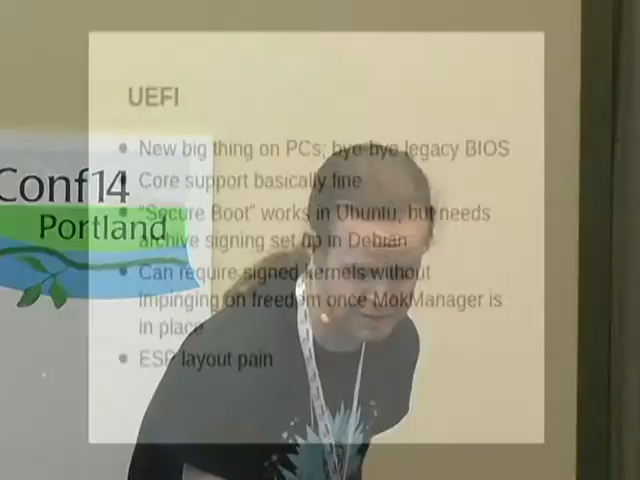 UEFI
New big thing on PCs; bye-bye legacy BIOS
Core support basically fine
"Secure Boot" works in Ubuntu, but needs
archive signing set up in Debian
Can require signed kernels without
impinging on freedom once MokManager is
in place
ESP layout pain
Conf14
Portland